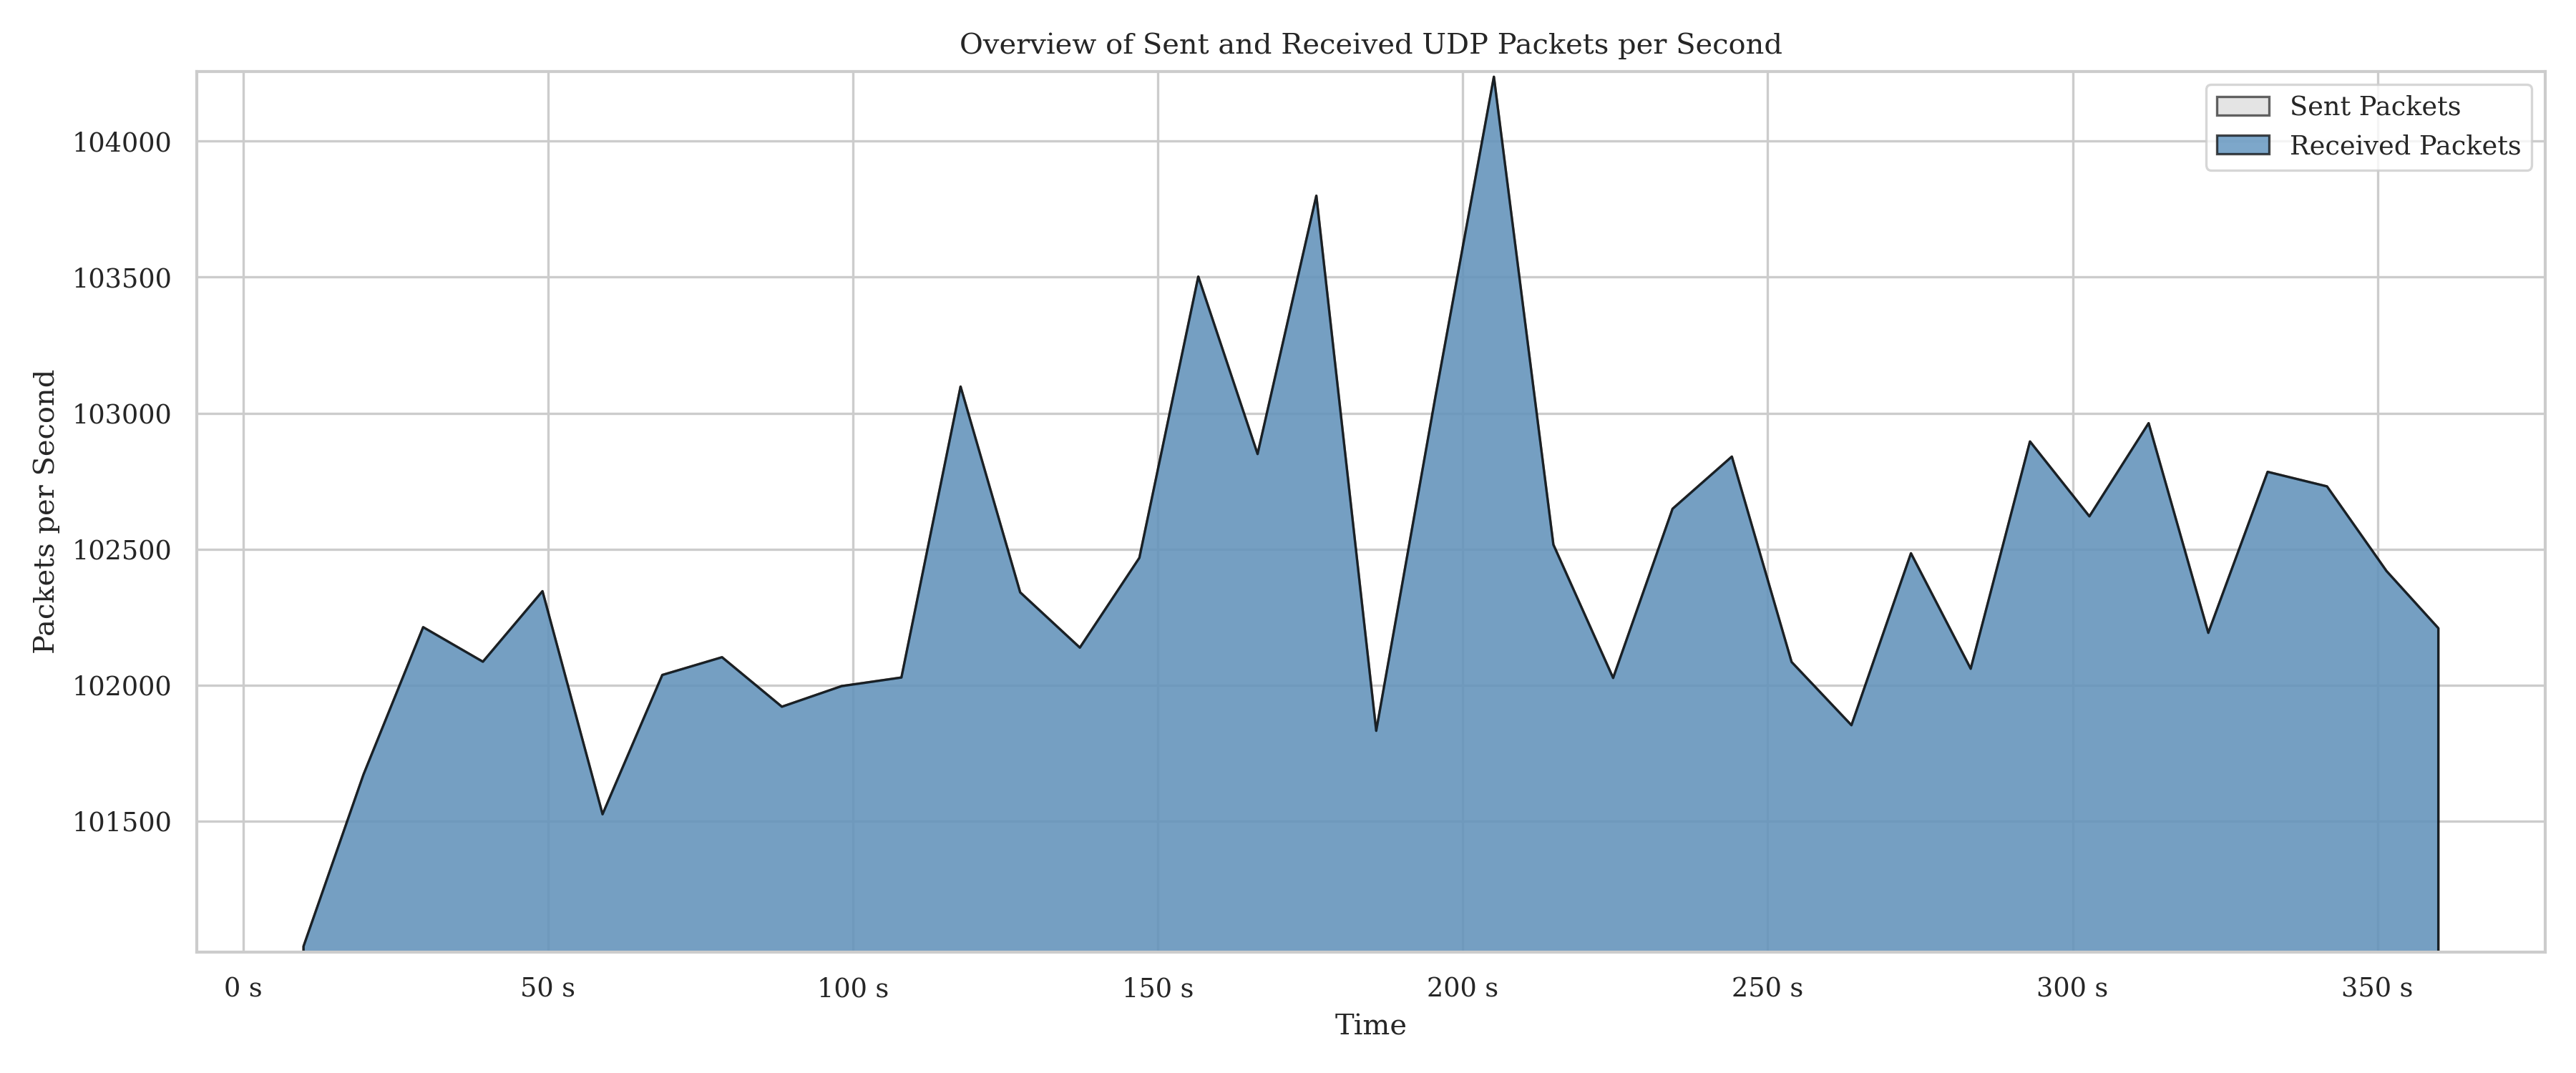 Overview of Sent and Received UDP Packets per Second
Sent Packets
Received Packets
Packets per Second
104000
103500
103000
102500
102000
101500
0 s
50 s
100 s
150 s
200 s
250 s
300 s
350 s
Time